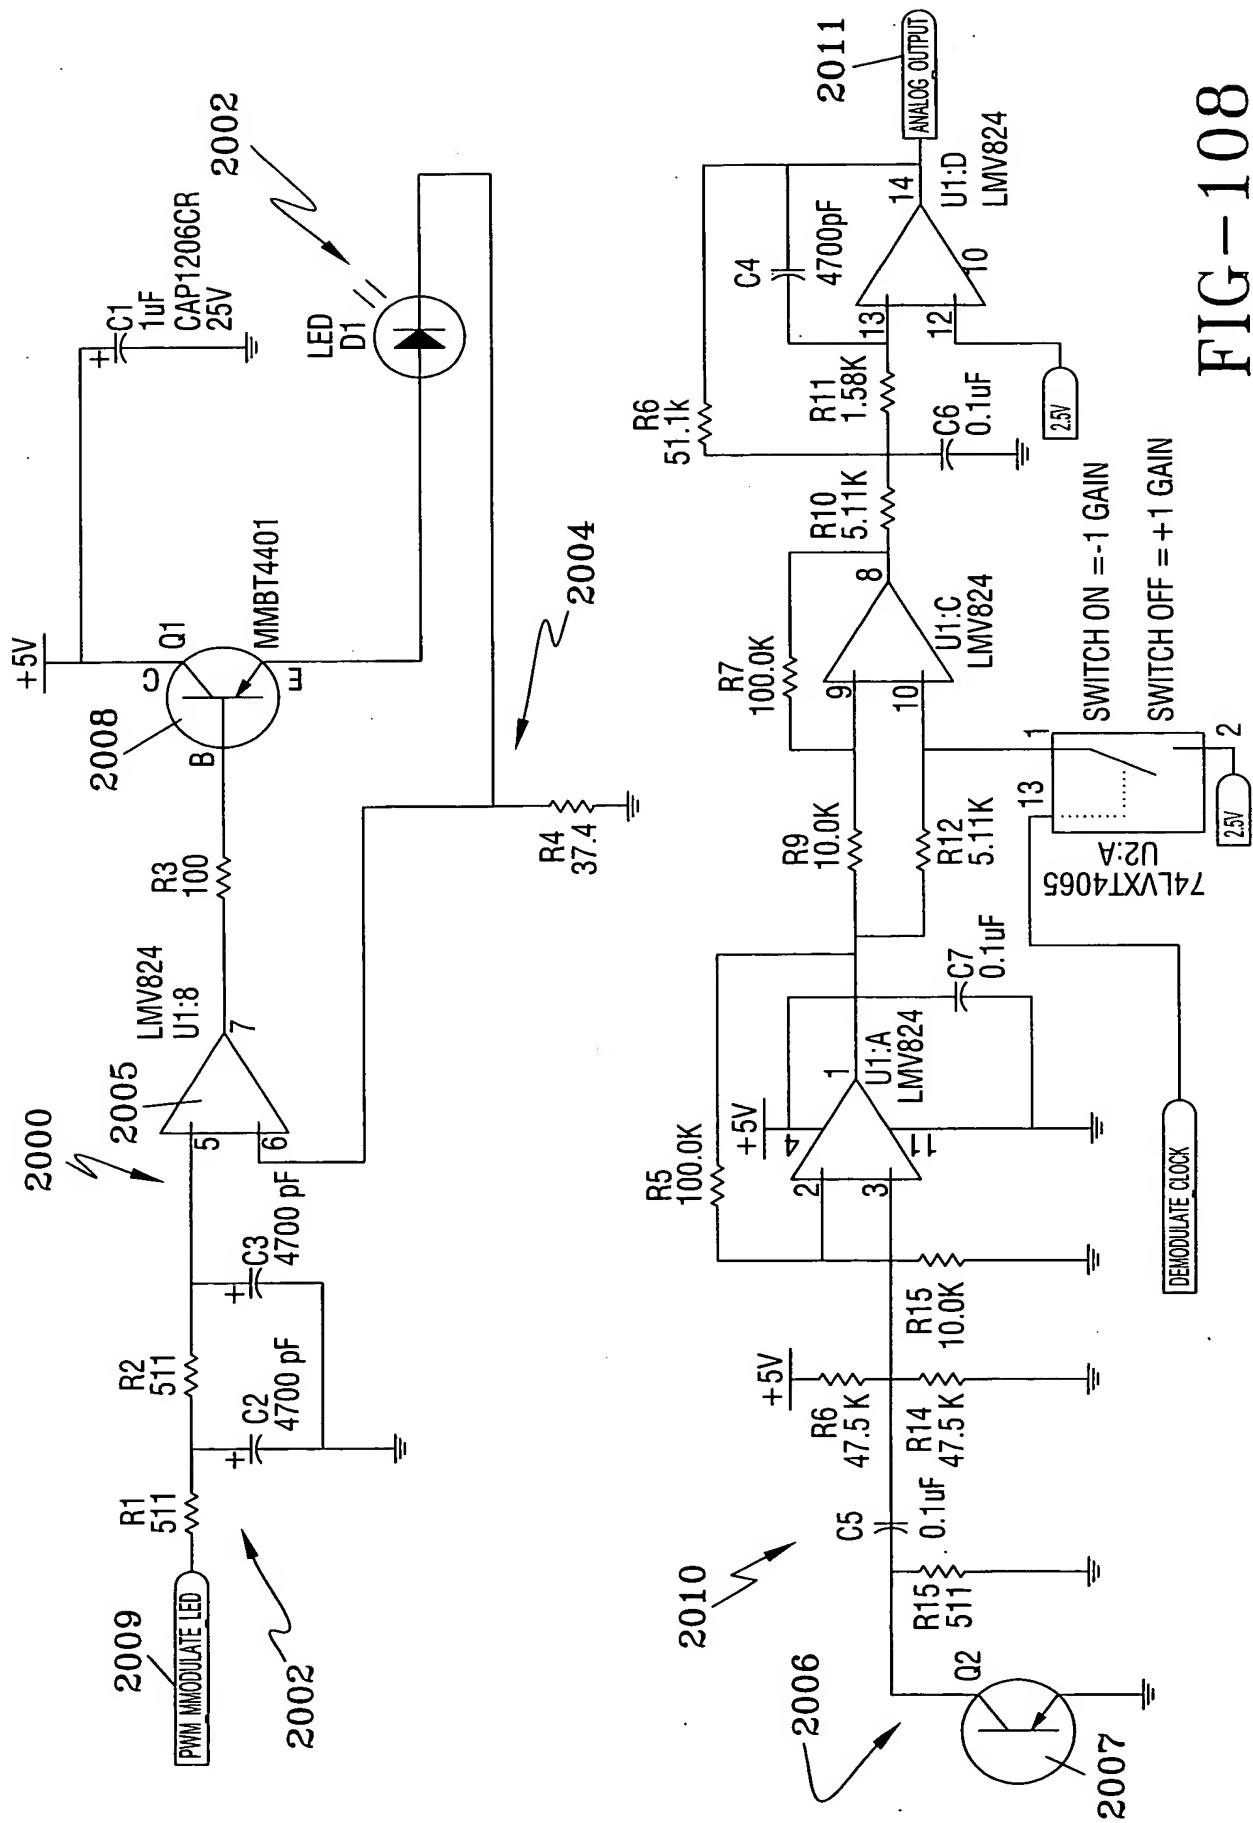 2000
2002
2009
PWM MMODULATE LED
R1
511
R2
511
+
C2
4700 pF
+
C3
4700 pF
2002
2005
5
6
7
LMV824
U1:8
R3
100
2008
B
C
E
+5V
Q1
MMBT4401
+
C1
1uF
CAP1206CR
25V
LED
D1
R4
37.4
2004
2006
2007
Q2
2010
R15
511
C5
0.1uF
+5V
R6
47.5 K
R14
47.5 K
R15
10.0K
R5
100.0K
2
3
+5V
4
11
1
U1:A
LMV824
C7
0.1uF
R9
10.0K
R12
5.11K
R7
100.0K
9
10
8
U1:C
LMV824
DEMODULATE CLOCK
74LVXT4065
U2:A
13
1
2
2.5V
SWITCH ON =-1 GAIN
SWITCH OFF = +1 GAIN
R10
5.11K
R6
51.1k
R11
1.58K
C6
0.1uF
C4
4700pF
13
12
10
14
U1:D
LMV824
2.5V
2011
ANALOG OUTPUT
FIG-108